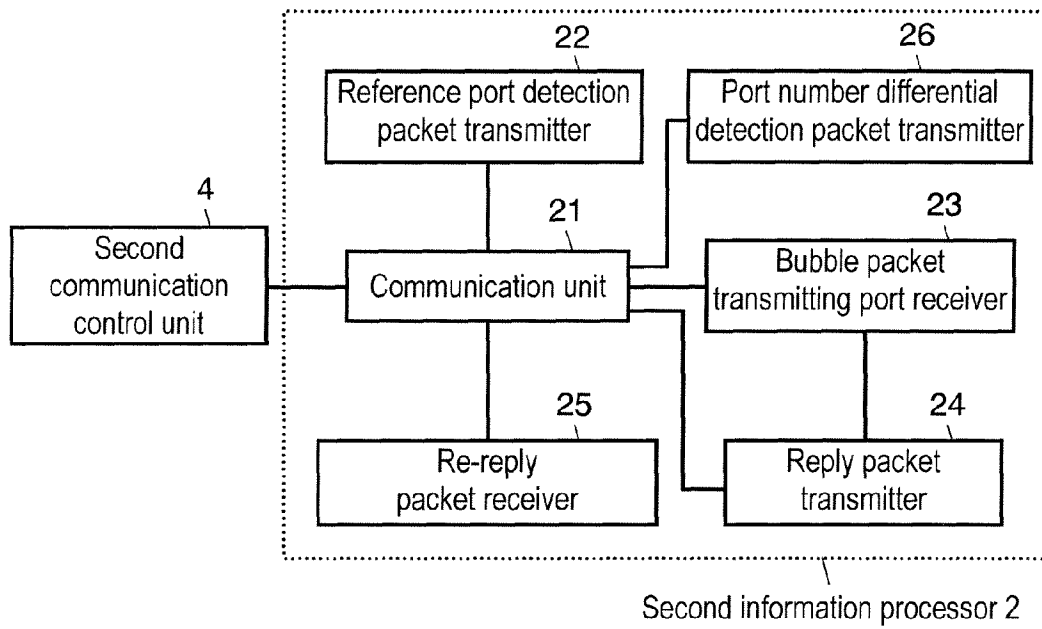 22
Reference port detection
packet transmitter
26
Port number differential
detection packet transmitter
4
Second
communication
control unit
21
Communication unit
23
Bubble packet
transmitting port receiver
25
Re-reply
packet receiver
24
Reply packet
transmitter
Second information processor 2